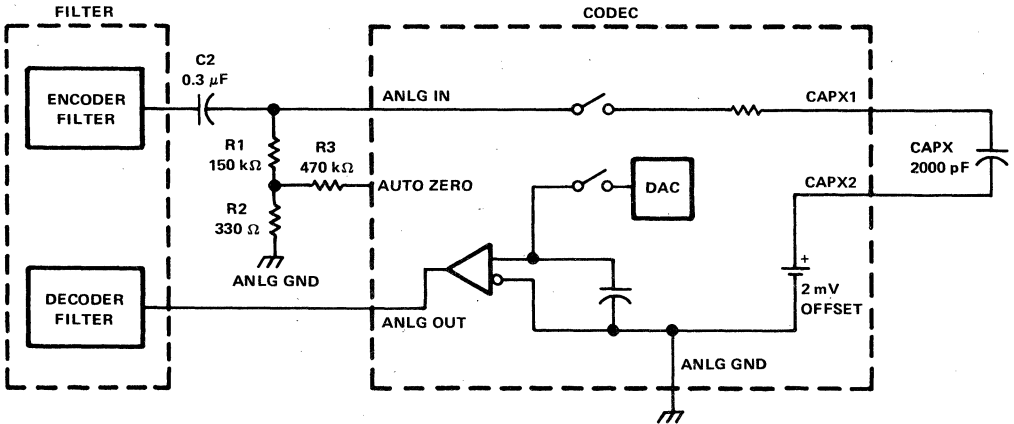 FILTER
CODEC
ENCODER
FILTER
C2
0.3 µF
ANLG IN
CAPX1
R1
150 kΩ
R3
470 kΩ
CAPX
2000 pF
AUTO ZERO
DAC
CAPX2
R2
330 Ω
ANLG GND
DECODER
FILTER
+
2 mV
OFFSET
ANLG OUT
ANLG GND